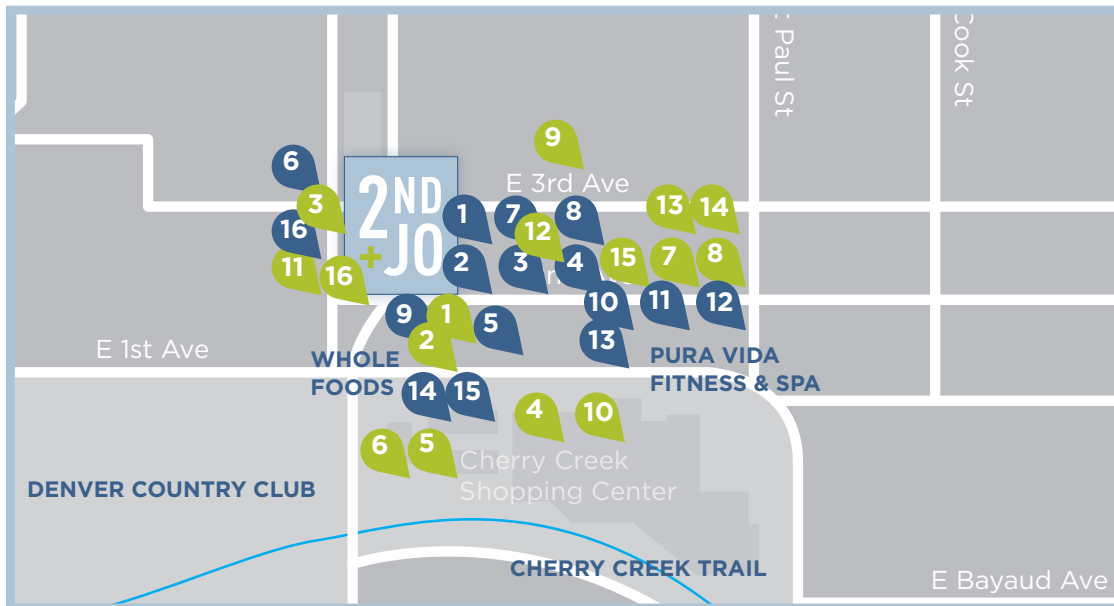 E Paul St
Cook St
9
6
E 3rd Ave
2ND
+JO
3
1
7
8
13
14
16
12
11
16
2
3
4
15
7
8
9
1
5
10
11
12
E 1st Ave
2
13
WHOLE
FOODS
PURA VIDA
FITNESS & SPA
14
15
4
10
6
5
Cherry Creek
Shopping Center
DENVER COUNTRY CLUB
CHERRY CREEK TRAIL
E Bayaud Ave